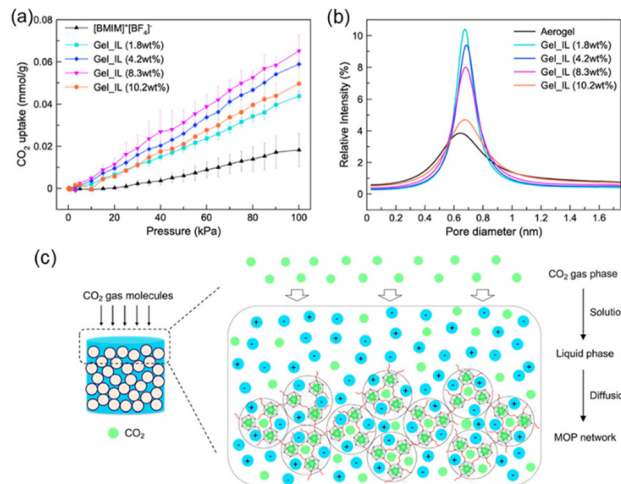 (a)
[BMIM]⁺[BF₄]⁻
Gel_IL (1.8wt%)
Gel_IL (4.2wt%)
Gel_IL (8.3wt%)
Gel_IL (10.2wt%)
CO₂ uptake (mmol/g)
0.08
0.06
0.04
0.02
0
0 20 40 60 80 100
Pressure (kPa)
(b)
Aerogel
Gel_IL (1.8wt%)
Gel_IL (4.2wt%)
Gel_IL (8.3wt%)
Gel_IL (10.2wt%)
Relative Intensity (%)
12
10
8
6
4
2
0
0 0.2 0.4 0.6 0.8 1 1.2 1.4 1.6
Pore diameter (nm)
(c)
CO₂ gas molecules
CO₂
CO₂ gas phase
Solutio
Liquid phase
Diffusio
MOP network